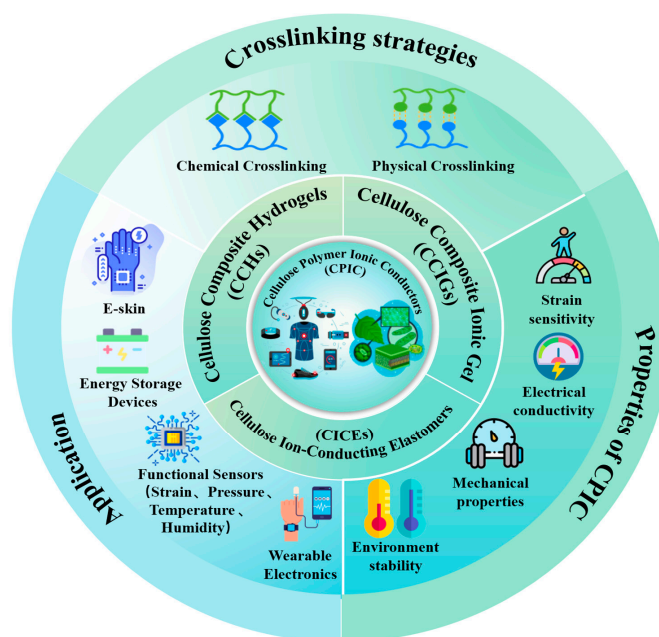 Crosslinking strategies
Chemical Crosslinking
Physical Crosslinking
Cellulose Composite Hydrogels
(CCHs)
Cellulose Composite Ionic Gel
(CCIGs)
Cellulose Polymer Ionic Conductors
(CPIC)
(CICEs)
Cellulose Ion-Conducting Elastomers
E-skin
Energy Storage
Devices
Functional Sensors
(Strain、Pressure、
Temperature、
Humidity)
Wearable
Electronics
Application
Strain
sensitivity
Electrical
conductivity
Mechanical
properties
Environment
stability
Properties of CPIC